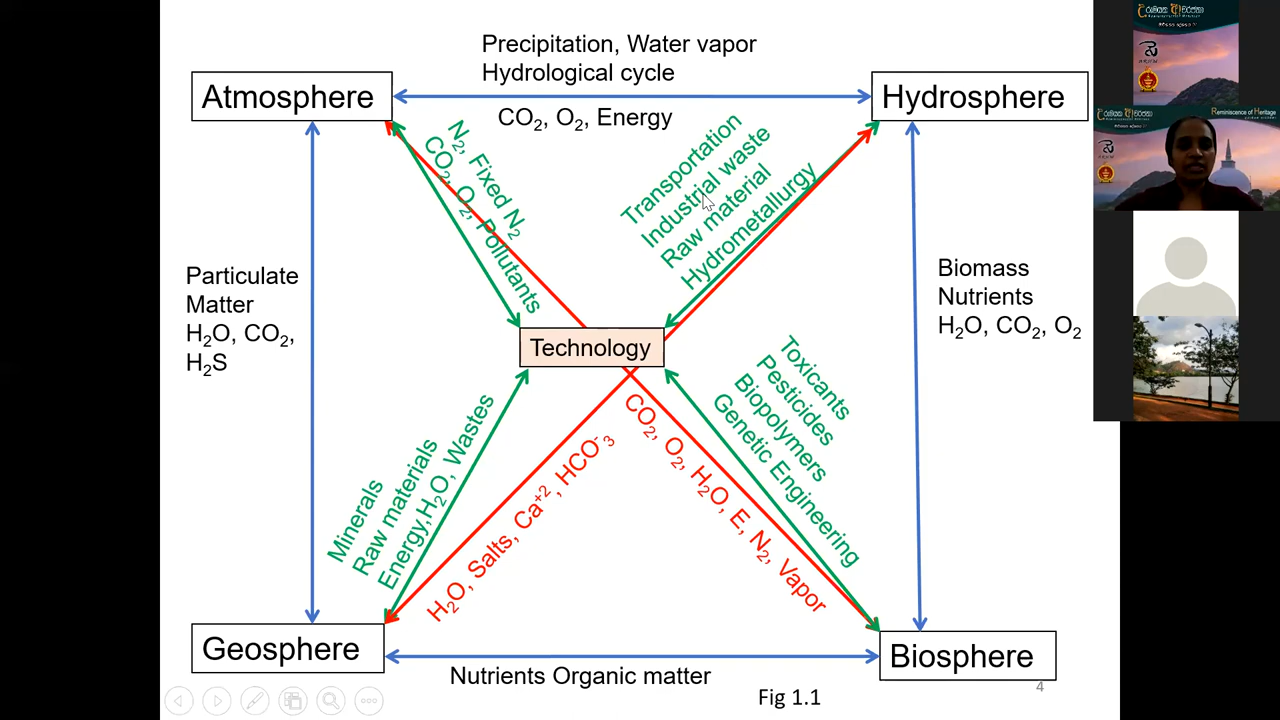 Precipitation, Water vapor
Hydrological cycle
Atmosphere
Hydrosphere
CO2, O2, Energy
N2, Fixed N2
CO2, O2, Pollutants
Transportation
Industrial waste
Raw material
Hydrometallurgy
Particulate
Matter
H2O, CO2,
H2S
Biomass
Nutrients
H2O, CO2, O2
Technology
Toxicants
Pesticides
Biopolymers
Genetic Engineering
Minerals
Raw materials
Energy,H2O, Wastes
H2O, Salts, Ca+2, HCO-3
CO2, O2, H2O, E, N2, Vapor
Geosphere
Biosphere
Nutrients Organic matter
Fig 1.1
4
Reminiscence of Heritage